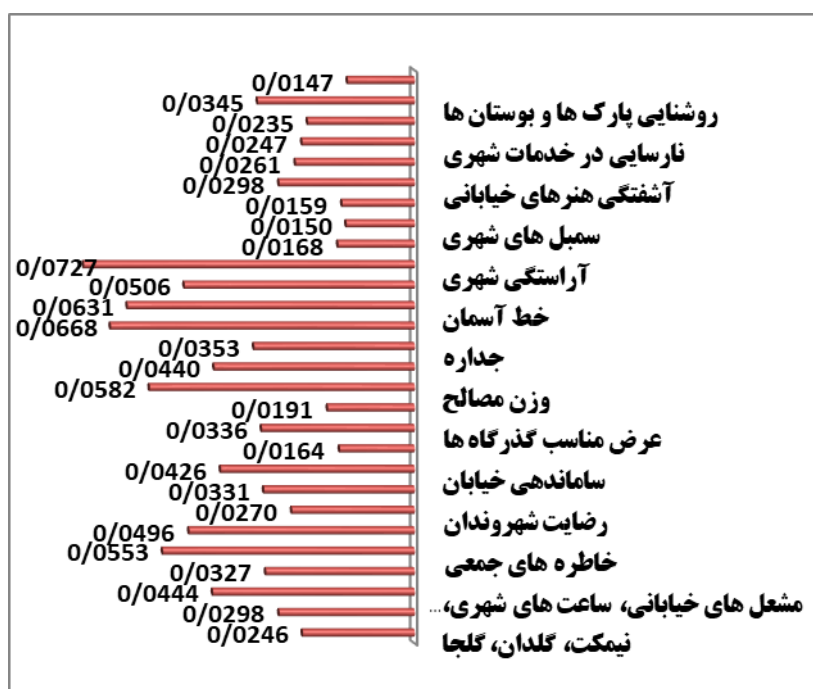 0/0147
0/0345
روشنایی پارک ها و بوستان ها
0/0235
0/0247
نارسایی در خدمات شهری
0/0261
0/0298
آشفتگی هنرهای خیابانی
0/0159
0/0150
سمبل های شهری
0/0168
0/0727
آراستگی شهری
0/0506
0/0631
خط آسمان
0/0668
0/0353
جداره
0/0440
0/0582
وزن مصالح
0/0191
0/0336
عرض مناسب گذرگاه ها
0/0164
0/0426
ساماندهی خیابان
0/0331
0/0270
رضایت شهروندان
0/0496
0/0553
خاطره های جمعی
0/0327
0/0444
مشعل های خیابانی، ساعت های شهری،...
0/0298
0/0246
نیمکت، گلدان، گلجا